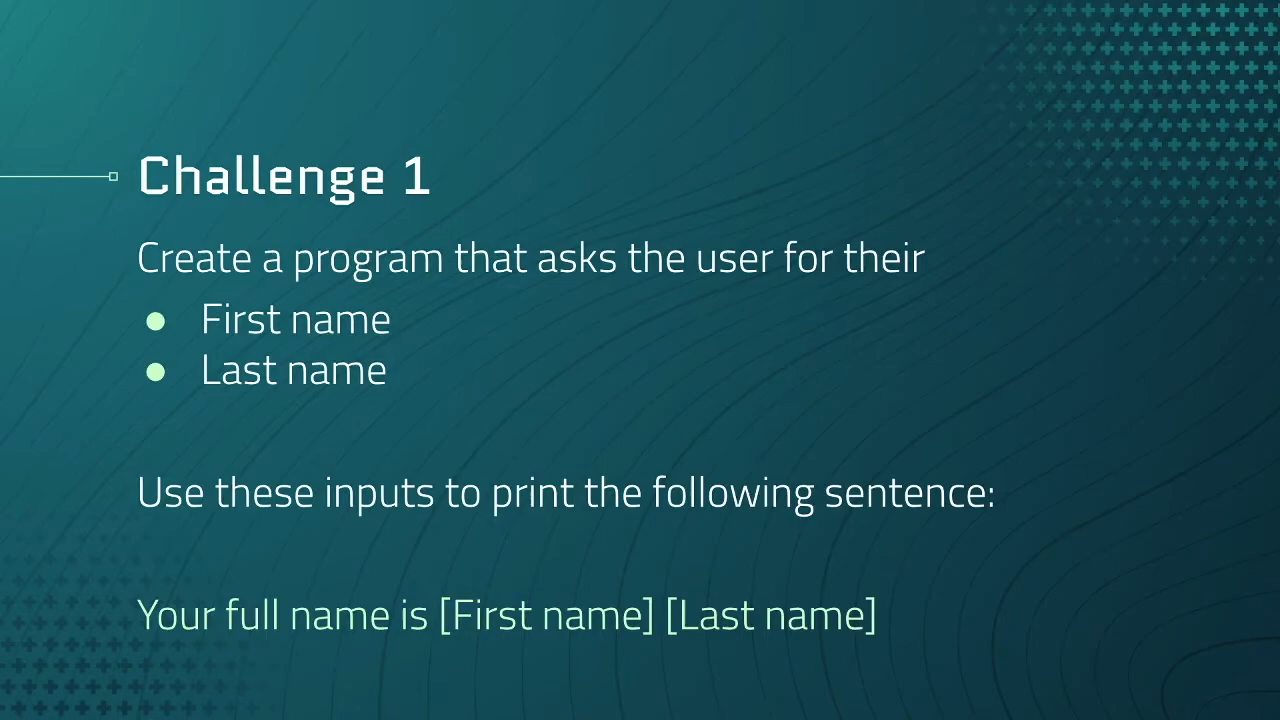 Challenge 1
Create a program that asks the user for their
● First name
● Last name
Use these inputs to print the following sentence:
Your full name is [First name] [Last name]